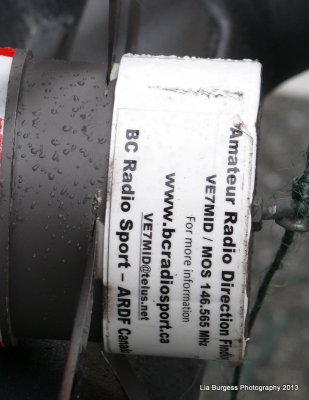 Amateur Radio Direction
VE7MID / MOS 146.565 MHz
For more information
www.bcradiosport.ca
VE7MID@telus.net
BC Radio Sport – ARDF
Lia Burgess Photography 2013